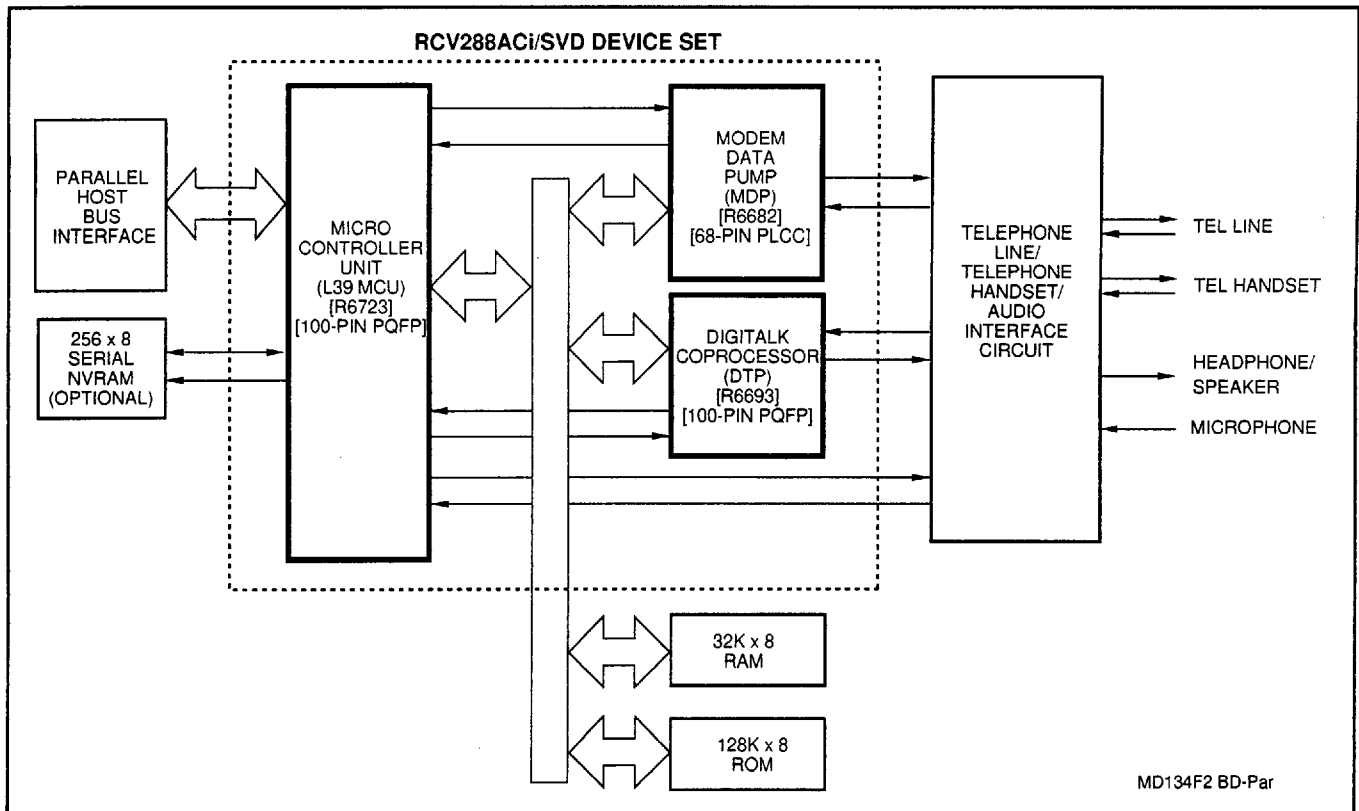 RCV288ACi/SVD DEVICE SET
PARALLEL
HOST
BUS
INTERFACE
256 x 8
SERIAL
NVRAM
(OPTIONAL)
MICRO
CONTROLLER
UNIT
(L39 MCU)
[R6723]
[100-PIN PQFP]
MODEM
DATA
PUMP
(MDP)
[R6682]
[68-PIN PLCC]
DIGITALK
COPROCESSOR
(DTP)
[R6693]
[100-PIN PQFP]
TELEPHONE
LINE/
TELEPHONE
HANDSET/
AUDIO
INTERFACE
CIRCUIT
TEL LINE
TEL HANDSET
HEADPHONE/
SPEAKER
MICROPHONE
32K x 8
RAM
128K x 8
ROM
MD134F2 BD-Par